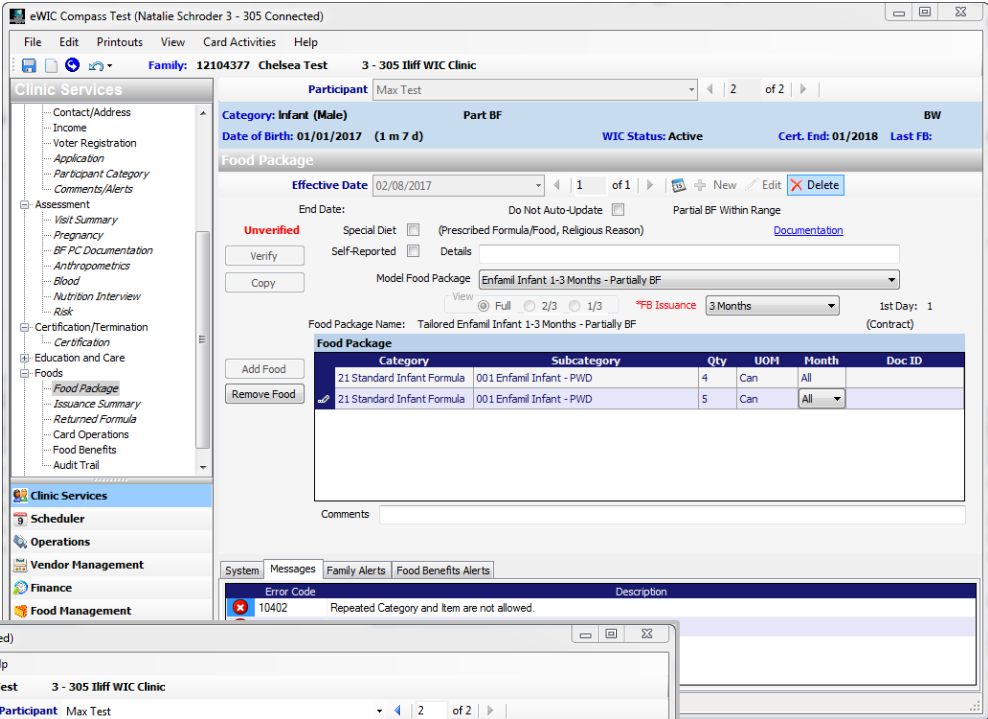 eWIC Compass Test (Natalie Schroder 3 - 305 Connected)
File Edit Printouts View Card Activities Help
Family: 12104377 Chelsea Test 3 - 305 Iliff WIC Clinic
Clinic Services
Contact/Address
Income
Voter Registration
Application
Participant Category
Comments/Alerts
Assessment
Visit Summary
Pregnancy
BF PC Documentation
Anthropometrics
Blood
Nutrition Interview
Risk
Certification/Termination
Certification
Education and Care
Foods
Food Package
Issuance Summary
Returned Formula
Card Operations
Food Benefits
Audit Trail
Clinic Services
9 Scheduler
Operations
Vendor Management
Finance
Food Management
Participant Max Test 2 of 2
Category: Infant (Male) Part BF BW
Date of Birth: 01/01/2017 (1 m 7 d) WIC Status: Active Cert. End: 01/2018 Last FB:
Food Package
Effective Date 02/08/2017 1 of 1 New Edit Delete
End Date: Do Not Auto-Update Partial BF Within Range
Unverified Special Diet (Prescribed Formula/Food, Religious Reason) Documentation
Verify Self-Reported Details
Copy Model Food Package Enfamil Infant 1-3 Months - Partially BF
View Full 2/3 1/3 *FB Issuance 3 Months 1st Day: 1
Food Package Name: Tailored Enfamil Infant 1-3 Months - Partially BF (Contract)
Food Package
Category Subcategory Qty UOM Month Doc ID
Add Food 21 Standard Infant Formula 001 Enfamil Infant - PWD 4 Can All
Remove Food 21 Standard Infant Formula 001 Enfamil Infant - PWD 5 Can All
Comments
System Messages Family Alerts Food Benefits Alerts
Error Code Description
10402 Repeated Category and Item are not allowed.
ed)
lp
Test 3 - 305 Iliff WIC Clinic
Participant Max Test 2 of 2